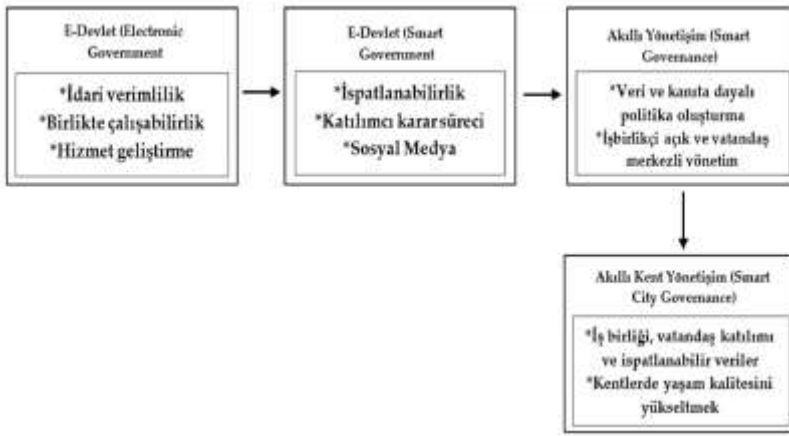 E-Devlet (Electronic
Government
*İdari verimlilik
*Birlikte çalışabilirlik
*Hizmet geliştirme
E-Devlet (Smart
Government
*İspatlanabilirlik
*Katılımcı karar süreci
*Sosyal Medya
Akıllı Yönetişim (Smart
Governance)
*Veri ve kanıta dayalı
politika oluşturma
*İşbirlikçi açık ve vatandaş
merkezli yönetim
Akıllı Kent Yönetişim (Smart
City Governance)
*İş birliği, vatandaş katılımı
ve ispatlanabilir veriler
*Kentlerde yaşam kalitesini
yükseltmek